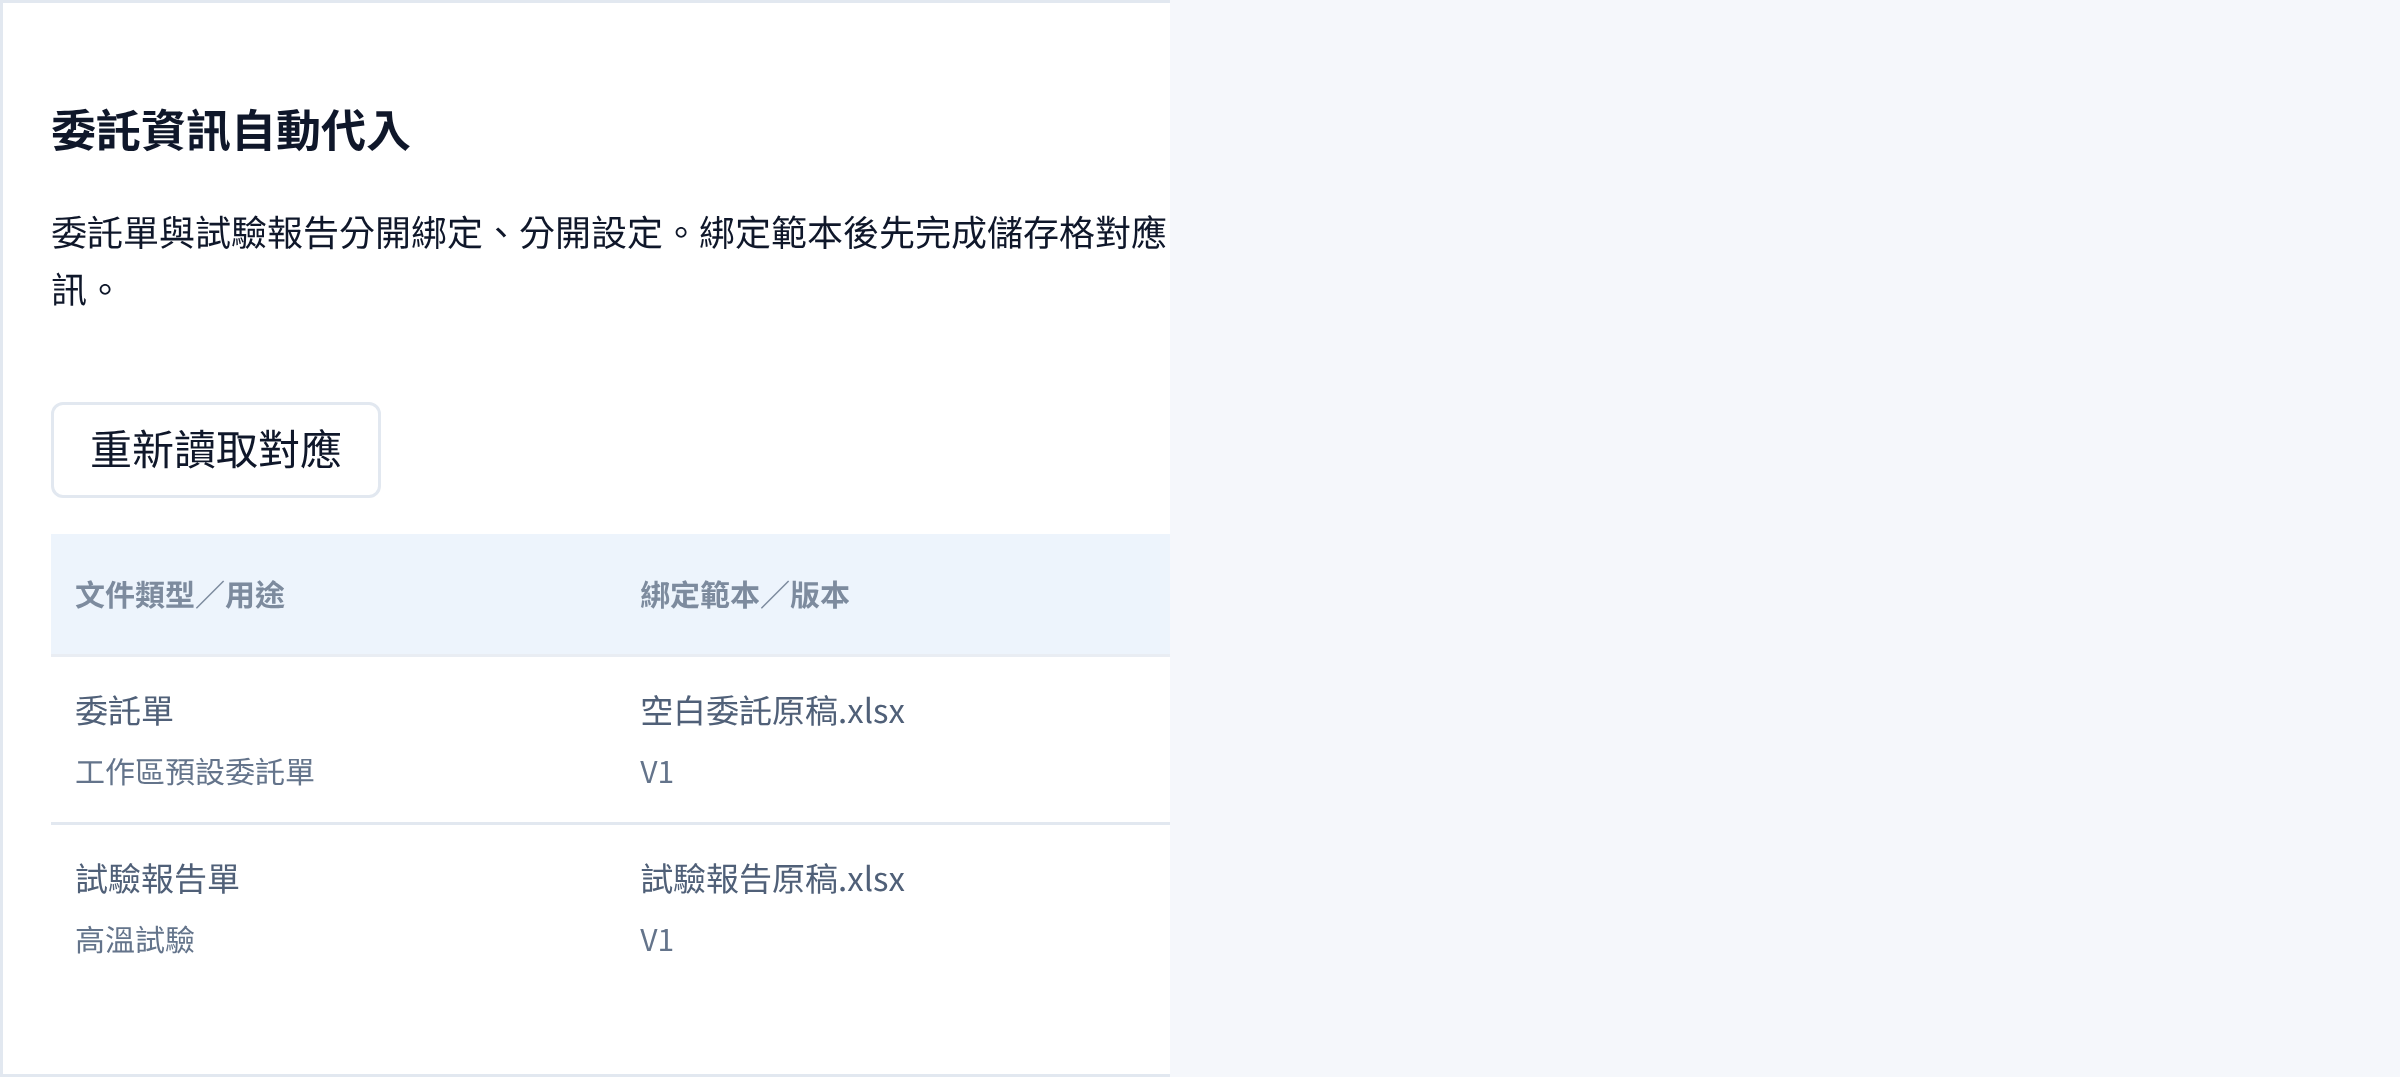 委託資訊自動代入
委託單與試驗報告分開綁定、分開設定。綁定範本後先完成儲存格對應
訊。
重新讀取對應
文件類型／用途 綁定範本／版本
委託單 空白委託原稿.xlsx
工作區預設委託單 V1
試驗報告單 試驗報告原稿.xlsx
高溫試驗 V1